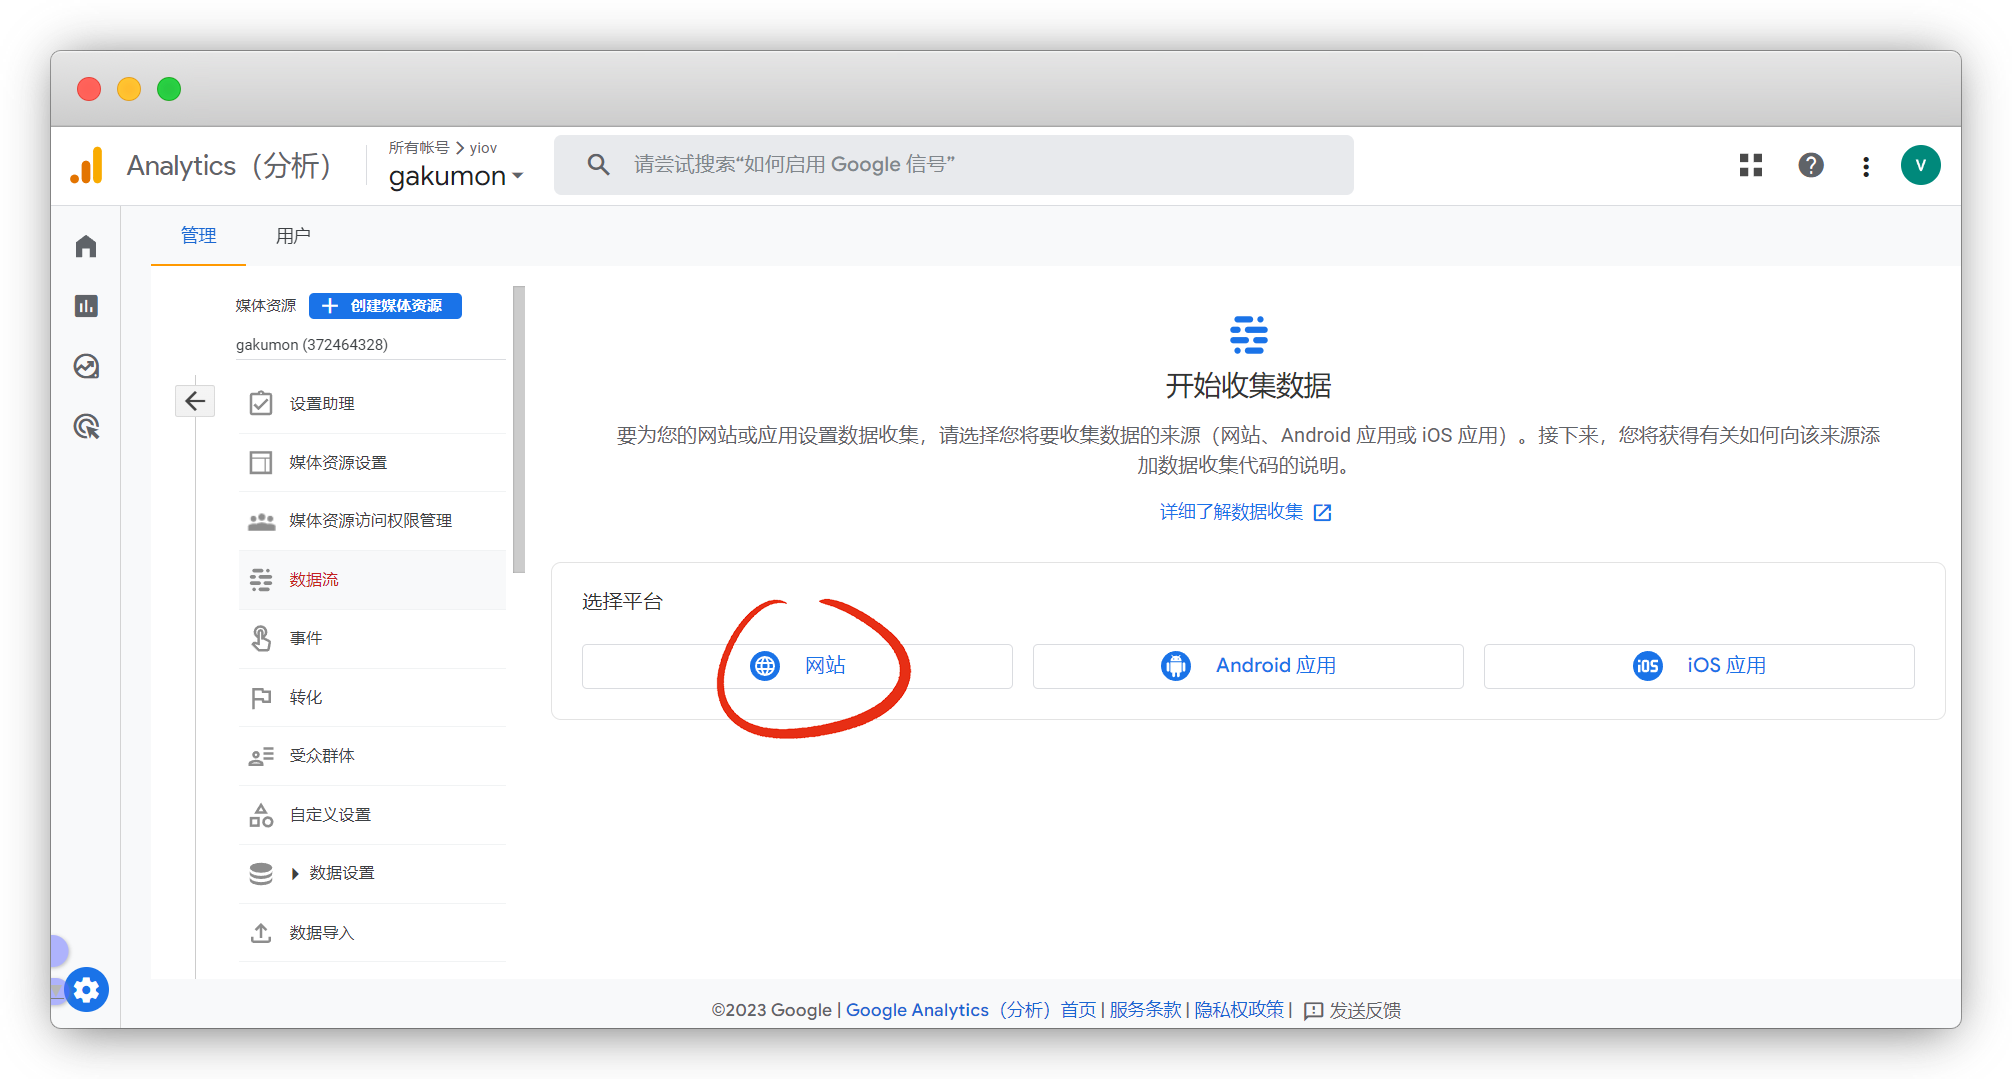 Analytics（分析）
所有帐号 > yiov
gakumon
请尝试搜索“如何启用 Google 信号”
V
管理
用户
媒体资源
创建媒体资源
gakumon (372464328)
设置助理
媒体资源设置
媒体资源访问权限管理
数据流
事件
转化
受众群体
自定义设置
数据设置
数据导入
开始收集数据
要为您的网站或应用设置数据收集，请选择您将要收集数据的来源（网站、Android 应用或 iOS 应用）。接下来，您将获得有关如何向该来源添
加数据收集代码的说明。
详细了解数据收集
选择平台
网站
Android 应用
iOS
iOS 应用
©2023 Google | Google Analytics（分析）首页 | 服务条款 | 隐私权政策 | 发送反馈